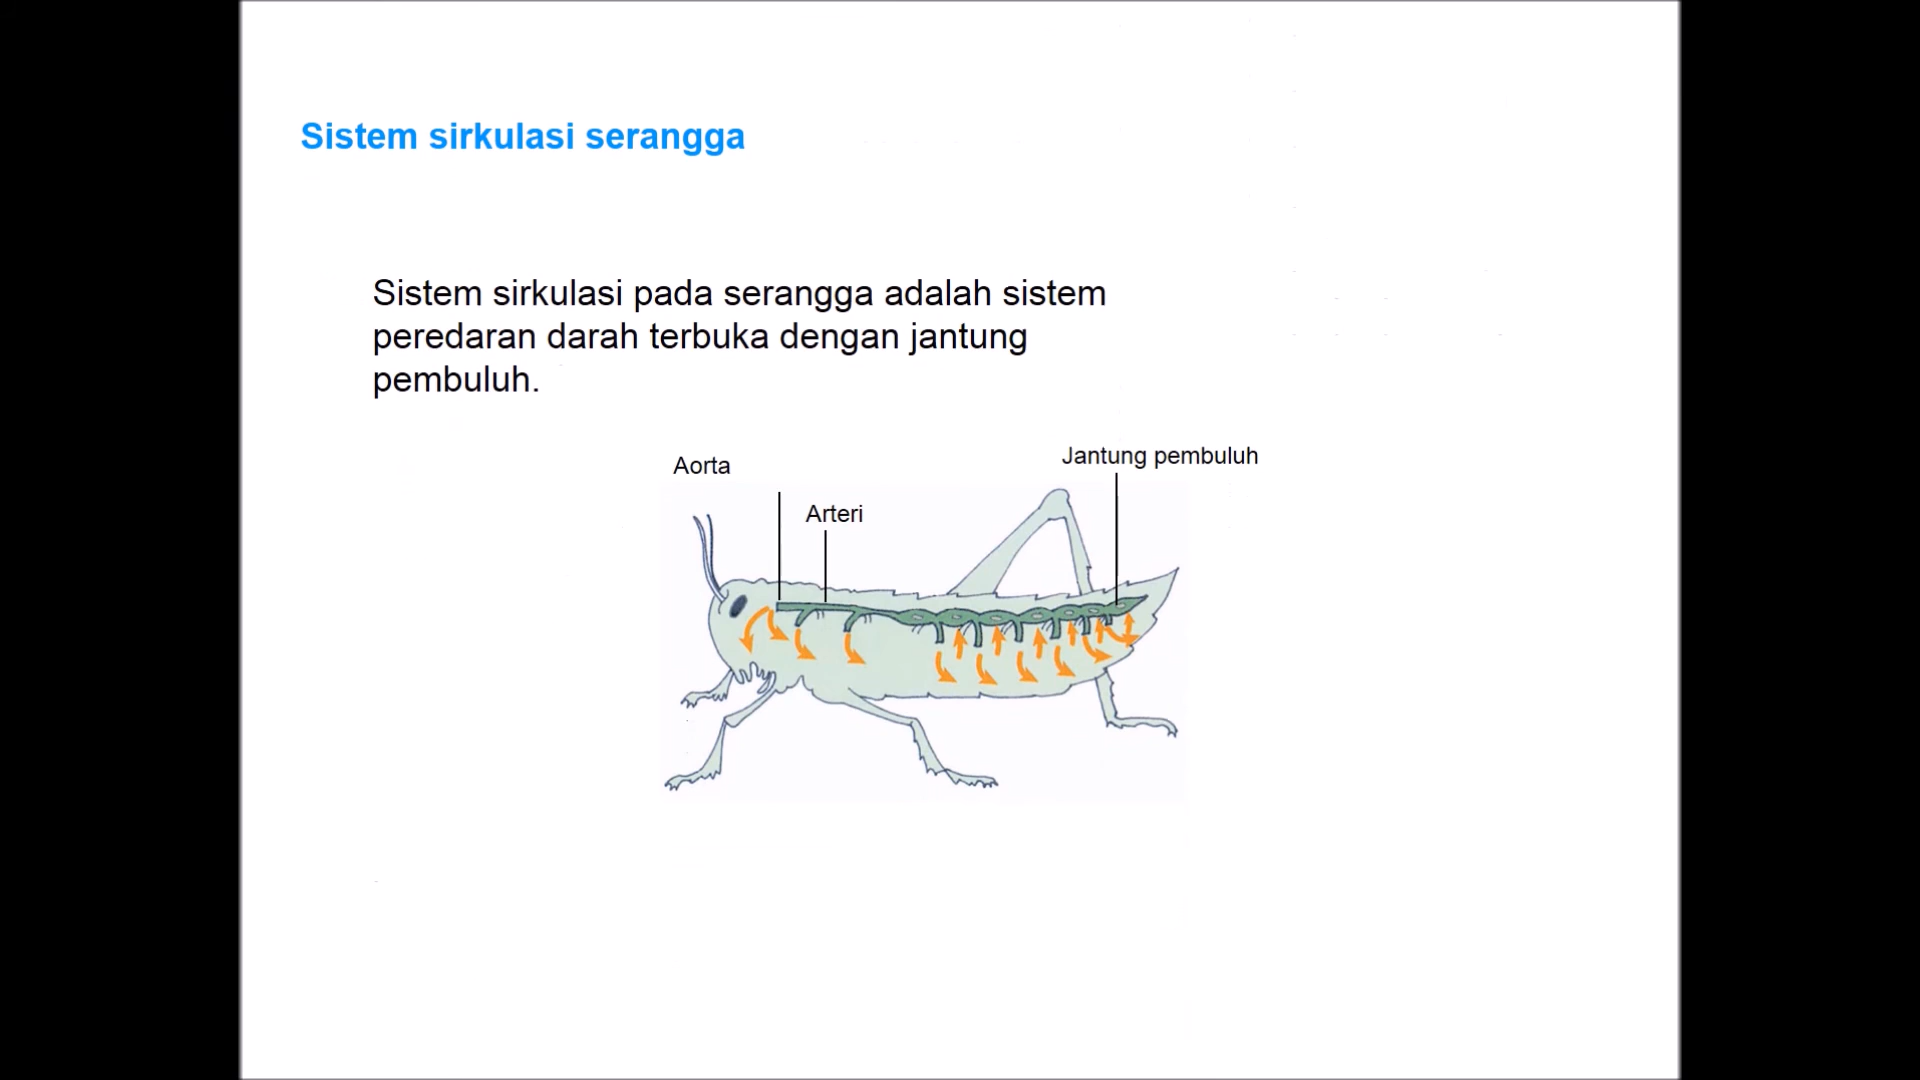 Sistem sirkulasi serangga
Sistem sirkulasi pada serangga adalah sistem
peredaran darah terbuka dengan jantung
pembuluh.
Aorta
Jantung pembuluh
Arteri